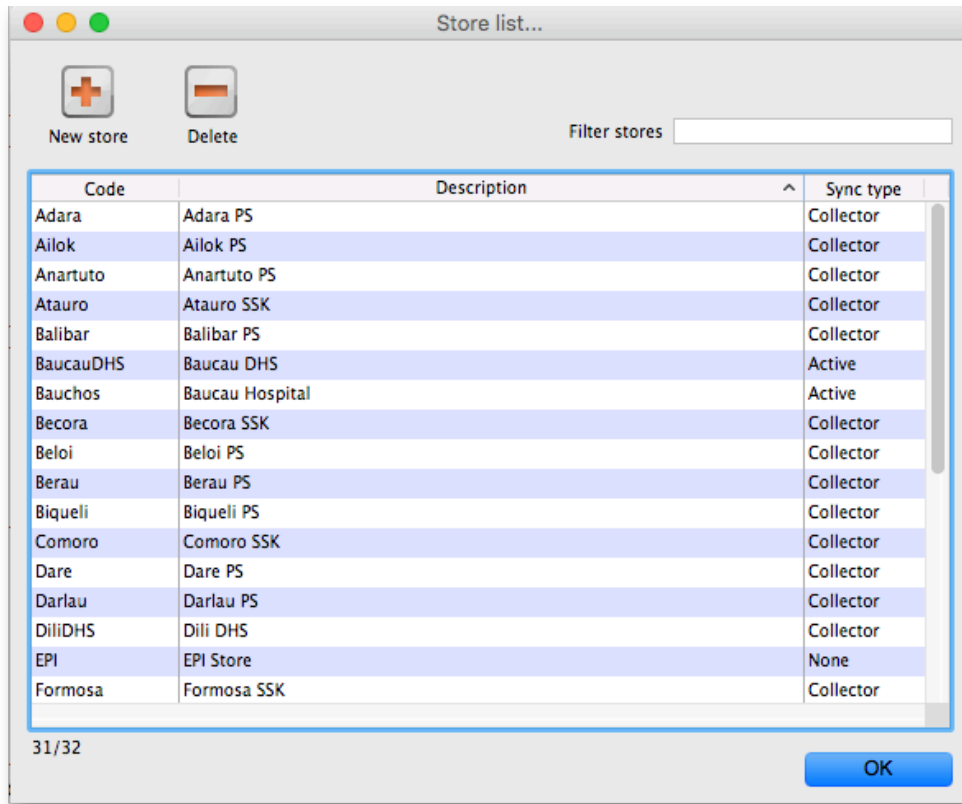 Store list...
New store Delete Filter stores
Code Description Sync type
Adara Adara PS Collector
Ailok Ailok PS Collector
Anartuto Anartuto PS Collector
Atauro Atauro SSK Collector
Balibar Balibar PS Collector
BaucauDHS Baucau DHS Active
Bauchos Baucau Hospital Active
Becora Becora SSK Collector
Beloi Beloi PS Collector
Berau Berau PS Collector
Biqueli Biqueli PS Collector
Comoro Comoro SSK Collector
Dare Dare PS Collector
Darlau Darlau PS Collector
DiliDHS Dili DHS Collector
EPI EPI Store None
Formosa Formosa SSK Collector
31/32
OK